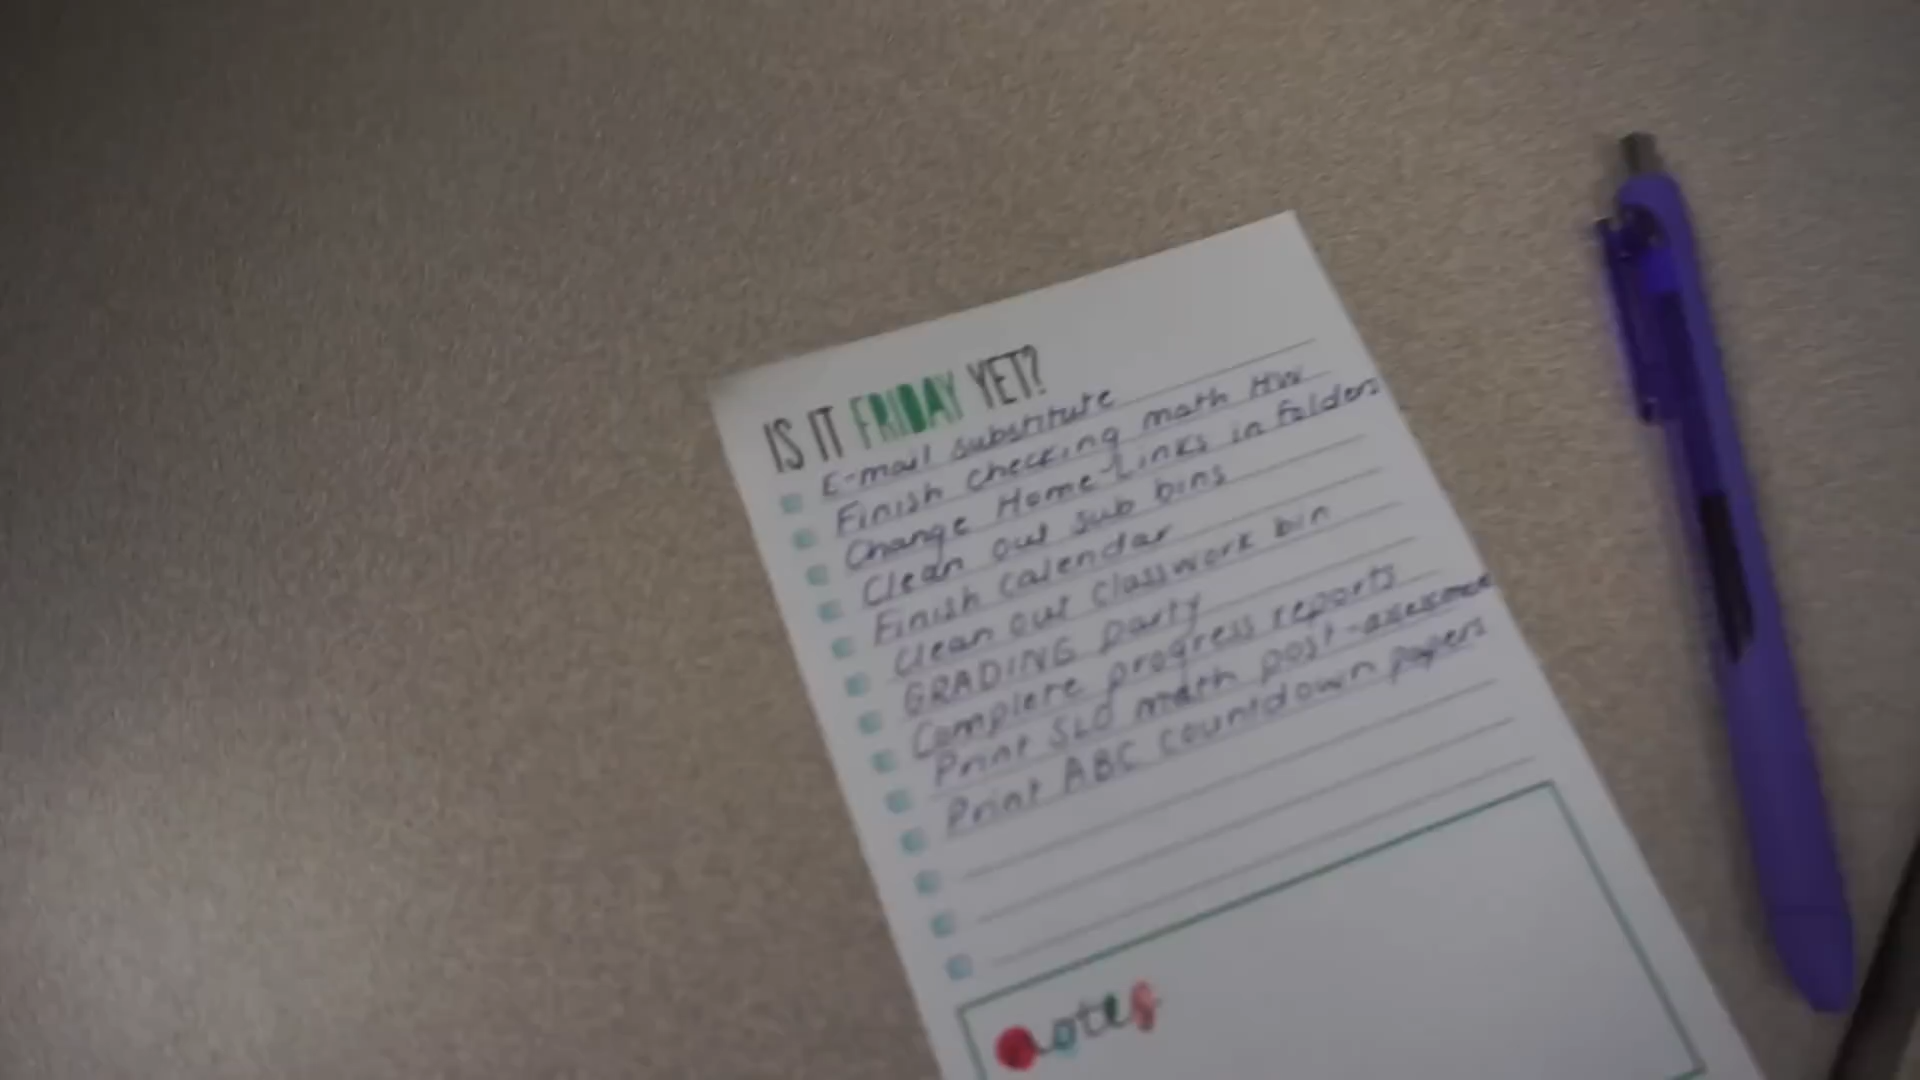 IS IT FRIDAY YET?
E-mail substitute
Finish checking math HW
Change Home Links in folders
Clean out sub bins
Finish calendar
Clean out classwork bin
GRADING party
Complete progress reports
Print SLO math post-assessment
Print ABC countdown papers
notes